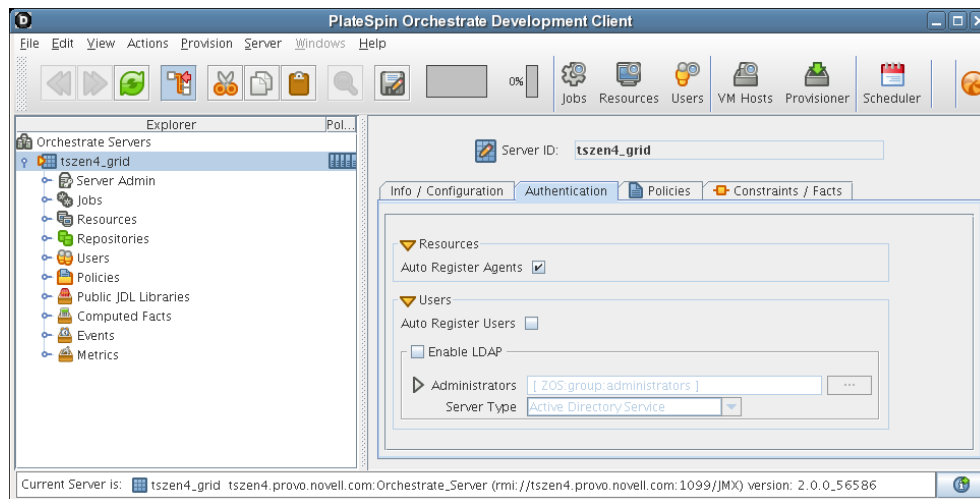 PlateSpin Orchestrate Development Client
File Edit View Actions Provision Server Windows Help
0% Jobs Resources Users VM Hosts Provisioner Scheduler
Explorer Pol...
Orchestrate Servers
tszen4_grid
Server Admin
Jobs
Resources
Repositories
Users
Policies
Public JDL Libraries
Computed Facts
Events
Metrics
Server ID: tszen4_grid
Info / Configuration Authentication Policies Constraints / Facts
Resources
Auto Register Agents
Users
Auto Register Users
Enable LDAP
Administrators [ ZOS:group:administrators ] ...
Server Type Active Directory Service
Current Server is: tszen4_grid tszen4.provo.novell.com:Orchestrate_Server (rmi://tszen4.provo.novell.com:1099/JMX) version: 2.0.0_56586